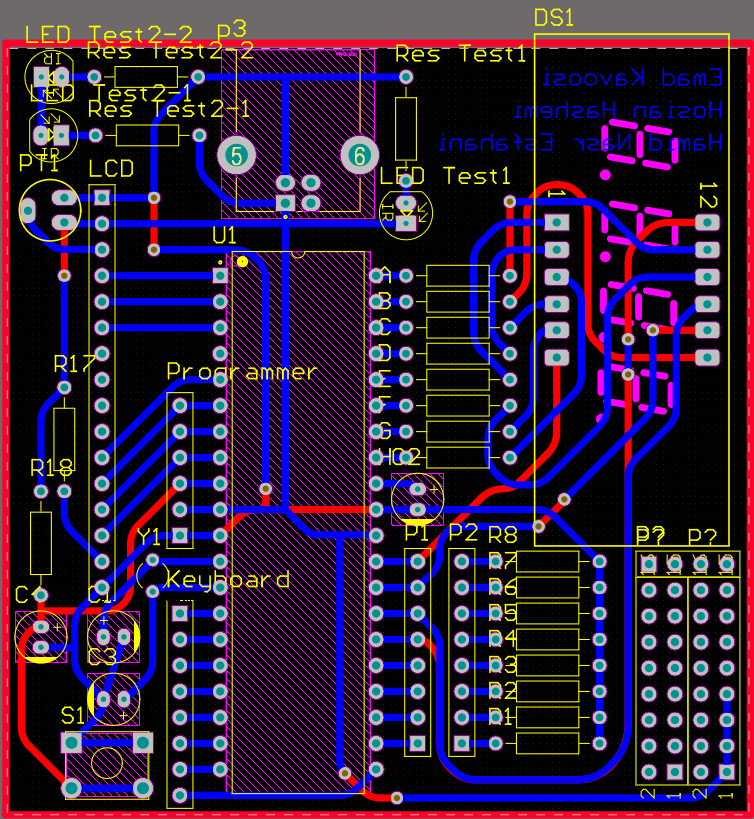 DS1
LED Test2-2
P3
Res Test2-2
Res Test1
IR
Emad Kavoosi
LED Test2-1
Res Test2-1
Hosian Hashemi
Hamid Nasr Esfahani
IR
5
6
PT1
LCD
LED Test1
IR
1
12
U1
A
B
C
D
E
F
G
H
C2
R17
Programmer
R18
Y1
P1
P2
R8
P?
P?
R7
R6
R5
R4
R3
R2
R1
Keyboard
C1
C3
S1
2
1
2
1